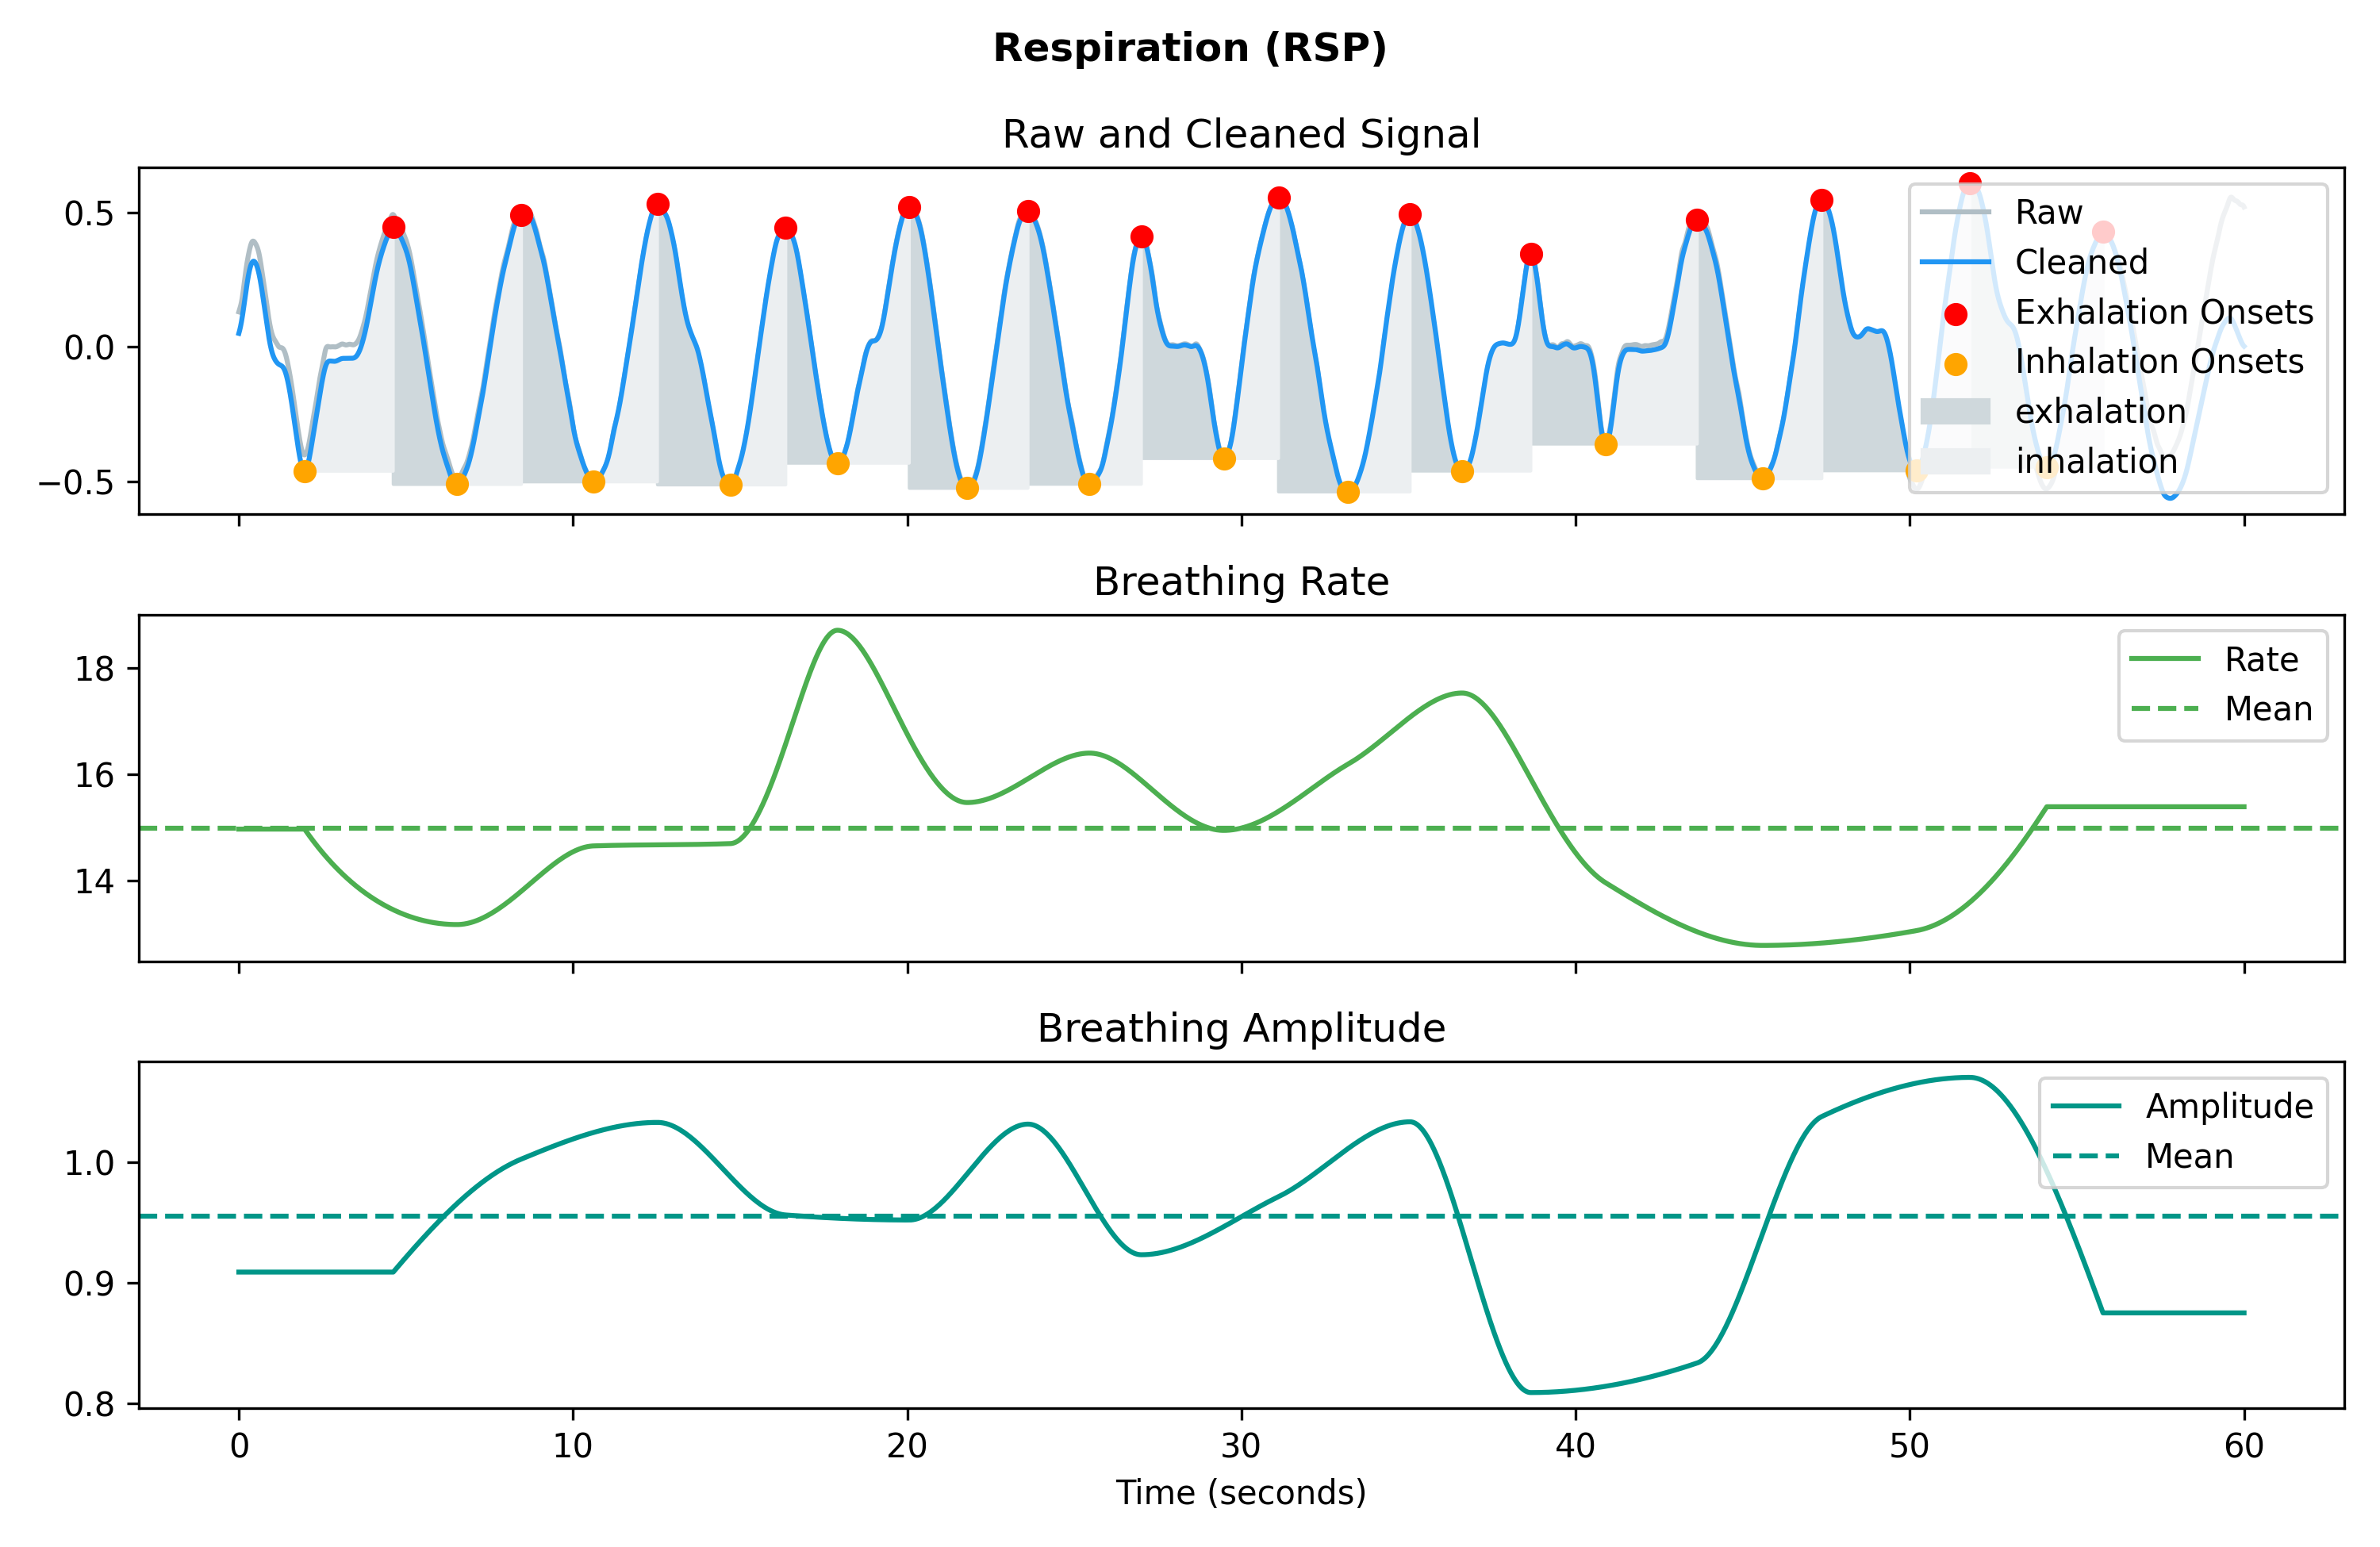 Respiration (RSP)
Raw and Cleaned Signal
0.5
0.0
−0.5
Raw
Cleaned
Exhalation Onsets
Inhalation Onsets
exhalation
inhalation
Breathing Rate
18
16
14
Rate
Mean
Breathing Amplitude
1.0
0.9
0.8
Amplitude
Mean
0 10 20 30 40 50 60
Time (seconds)